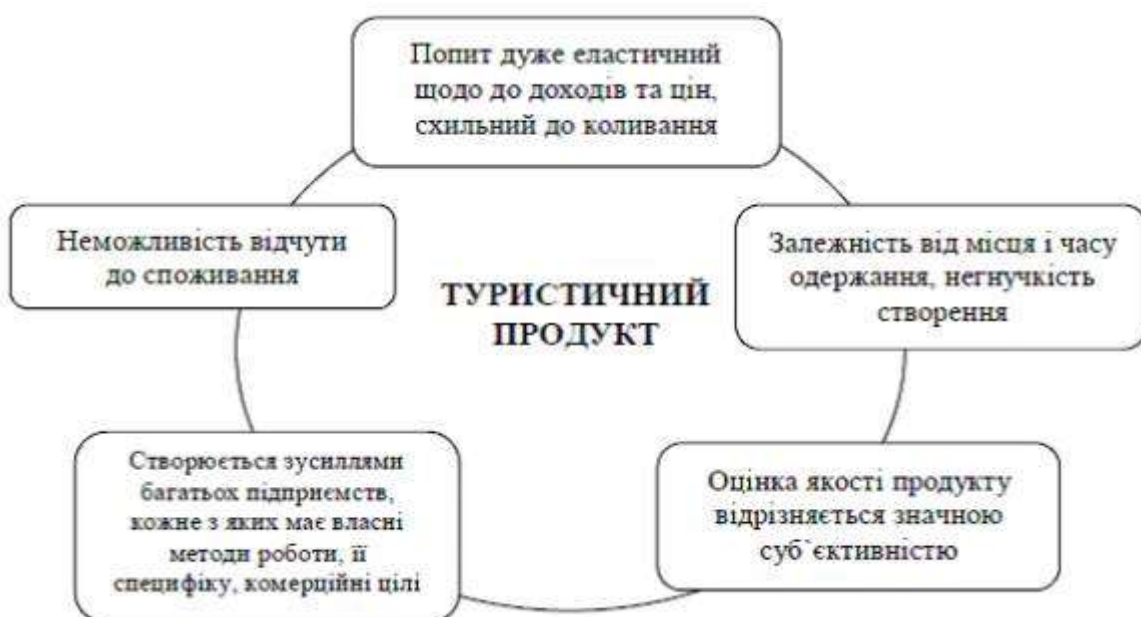 Попит дуже еластичний
щодо до доходів та цін,
схильний до коливання
Неможливість відчути
до споживання
Залежність від місця і часу
одержання, негнучкість
створення
ТУРИСТИЧНИЙ
ПРОДУКТ
Створюється зусиллями
багатьох підприємств,
кожне з яких має власні
методи роботи, її
специфіку, комерційні цілі
Оцінка якості продукту
відрізняється значною
суб`єктивністю